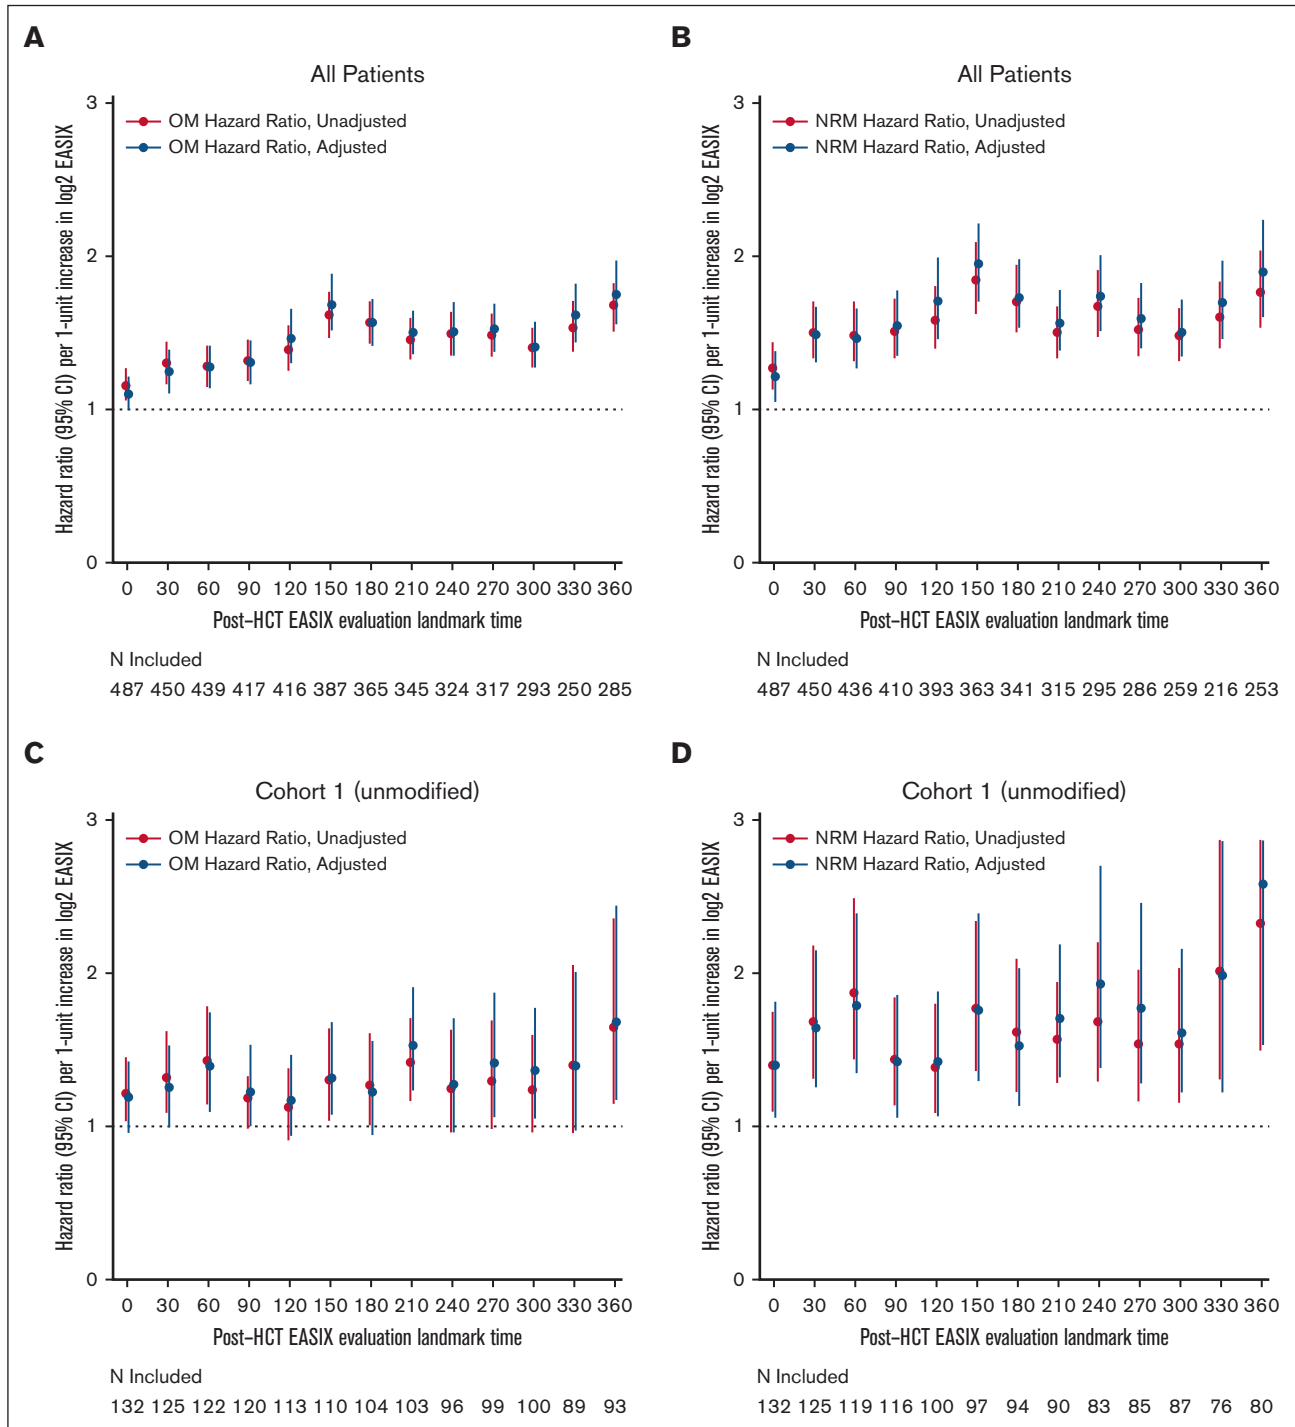 A
All Patients
3
2
1
0
Hazard ratio (95% CI) per 1-unit increase in log2 EASIX
OM Hazard Ratio, Unadjusted
OM Hazard Ratio, Adjusted
0 30 60 90 120 150 180 210 240 270 300 330 360
Post–HCT EASIX evaluation landmark time
N Included
487 450 439 417 416 387 365 345 324 317 293 250 285
B
All Patients
3
2
1
0
Hazard ratio (95% CI) per 1-unit increase in log2 EASIX
NRM Hazard Ratio, Unadjusted
NRM Hazard Ratio, Adjusted
0 30 60 90 120 150 180 210 240 270 300 330 360
Post–HCT EASIX evaluation landmark time
N Included
487 450 436 410 393 363 341 315 295 286 259 216 253
C
Cohort 1 (unmodified)
3
2
1
0
Hazard ratio (95% CI) per 1-unit increase in log2 EASIX
OM Hazard Ratio, Unadjusted
OM Hazard Ratio, Adjusted
0 30 60 90 120 150 180 210 240 270 300 330 360
Post–HCT EASIX evaluation landmark time
N Included
132 125 122 120 113 110 104 103 96 99 100 89 93
D
Cohort 1 (unmodified)
3
2
1
0
Hazard ratio (95% CI) per 1-unit increase in log2 EASIX
NRM Hazard Ratio, Unadjusted
NRM Hazard Ratio, Adjusted
0 30 60 90 120 150 180 210 240 270 300 330 360
Post–HCT EASIX evaluation landmark time
N Included
132 125 119 116 100 97 94 90 83 85 87 76 80